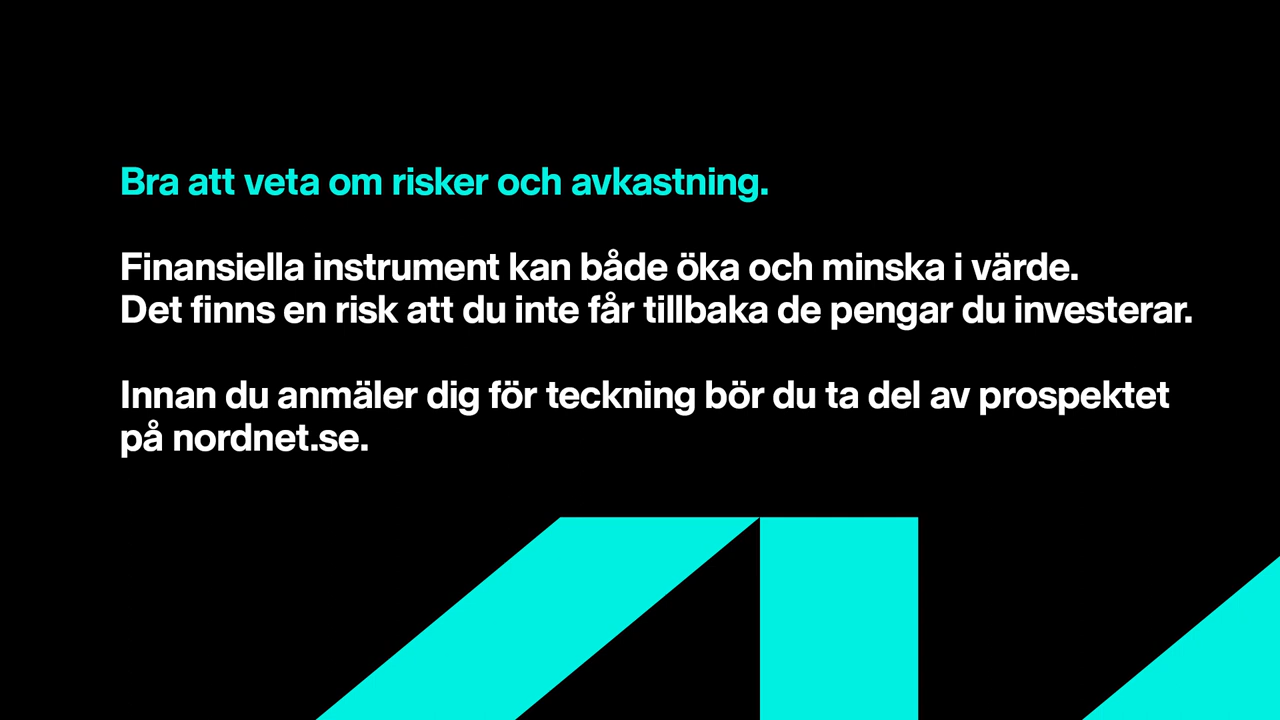 Bra att veta om risker och avkastning.
Finansiella instrument kan både öka och minska i värde.
Det finns en risk att du inte får tillbaka de pengar du investerar.
Innan du anmäler dig för teckning bör du ta del av prospektet
på nordnet.se.